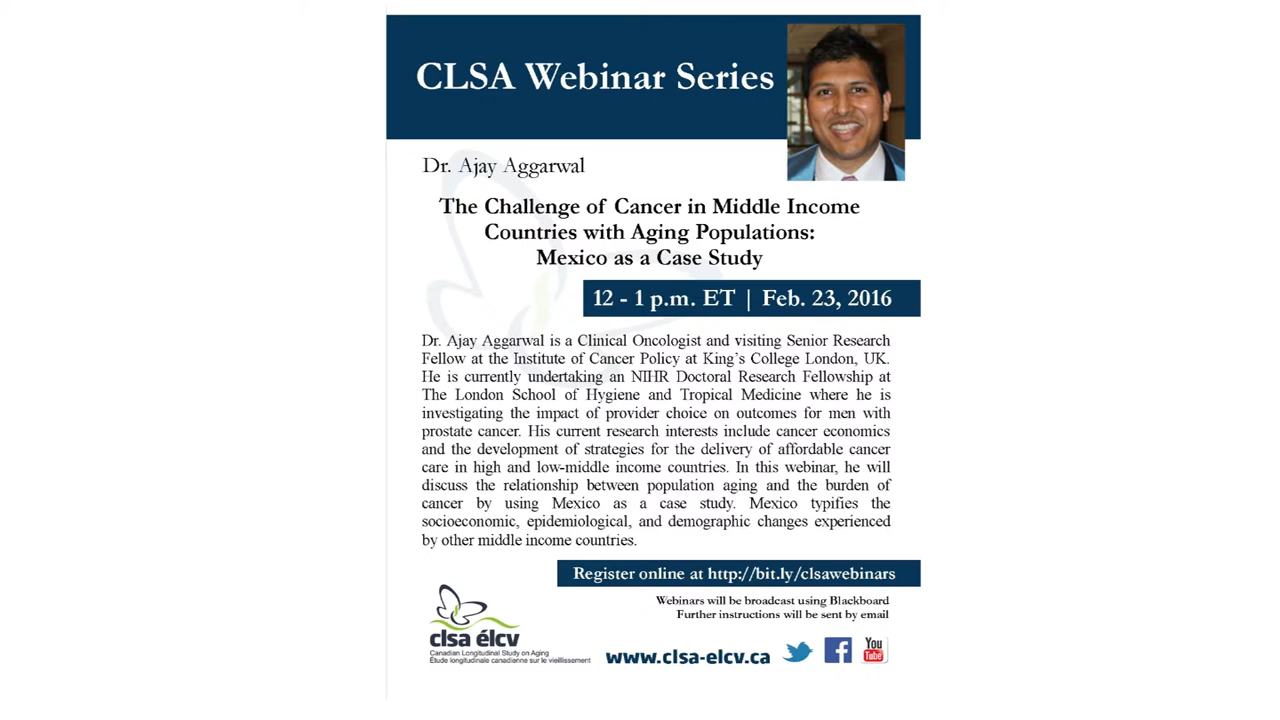 CLSA Webinar Series
Dr. Ajay Aggarwal
The Challenge of Cancer in Middle Income
Countries with Aging Populations:
Mexico as a Case Study
12 - 1 p.m. ET | Feb. 23, 2016
Dr. Ajay Aggarwal is a Clinical Oncologist and visiting Senior Research
Fellow at the Institute of Cancer Policy at King's College London, UK.
He is currently undertaking an NIHR Doctoral Research Fellowship at
The London School of Hygiene and Tropical Medicine where he is
investigating the impact of provider choice on outcomes for men with
prostate cancer. His current research interests include cancer economics
and the development of strategies for the delivery of affordable cancer
care in high and low-middle income countries. In this webinar, he will
discuss the relationship between population aging and the burden of
cancer by using Mexico as a case study. Mexico typifies the
socioeconomic, epidemiological, and demographic changes experienced
by other middle income countries.
Register online at http://bit.ly/clsawebinars
Webinars will be broadcast using Blackboard
Further instructions will be sent by email
clsa élcv
Canadian Longitudinal Study on Aging
Étude longitudinale canadienne sur le vieillissement
www.clsa-elcv.ca
You
Tube